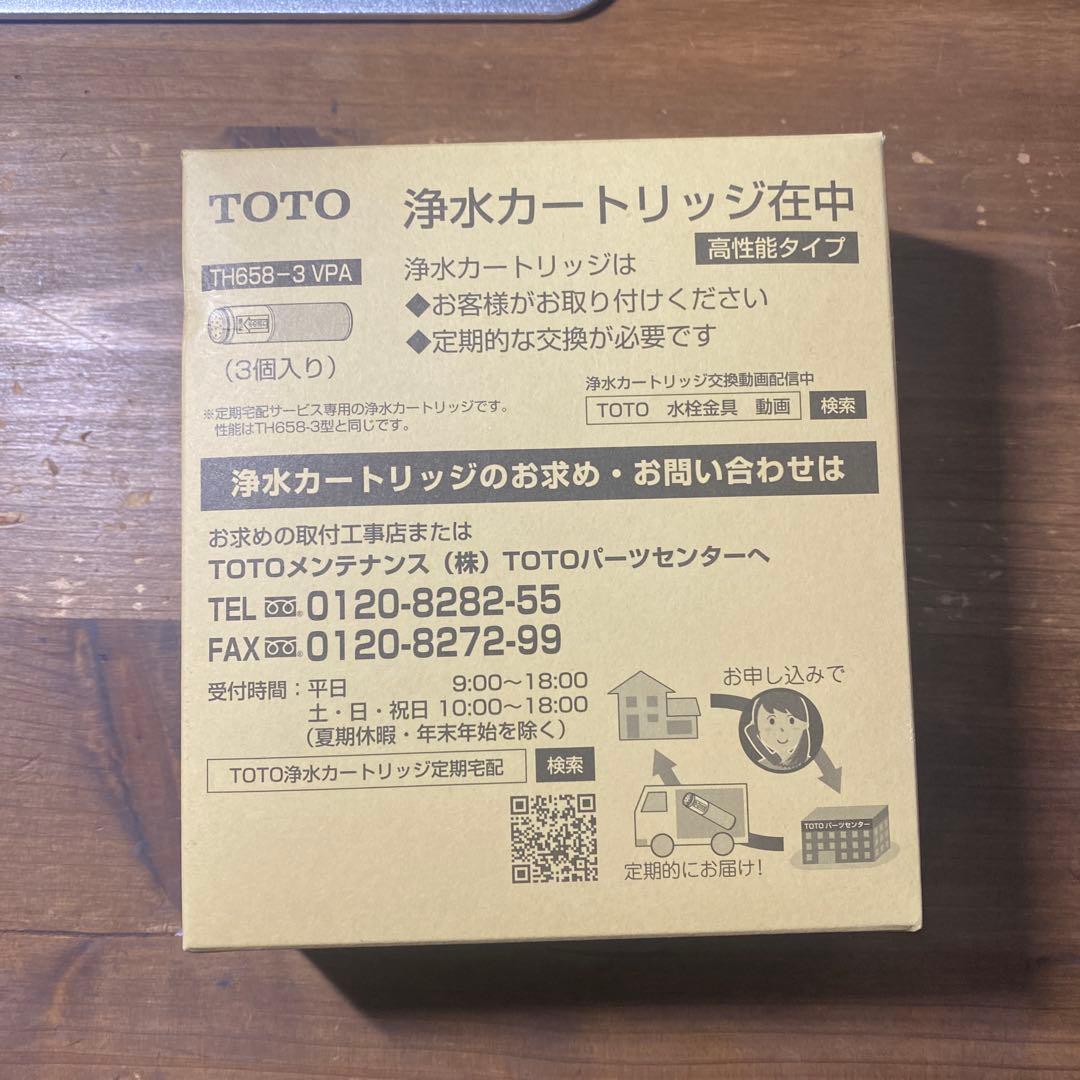 TOTO
浄水カートリッジ在中
高性能タイプ
TH658-3 VPA
(3個入り)
浄水カートリッジは
◆お客様がお取り付けください
◆定期的な交換が必要です
※定期宅配サービス専用の浄水カートリッジです。
性能はTH658-3型と同じです。
浄水カートリッジ交換動画配信中
TOTO 水栓金具 動画 検索
浄水カートリッジのお求め・お問い合わせは
お求めの取付工事店または
TOTOメンテナンス(株)TOTOパーツセンターへ
TEL 0120-8282-55
FAX 0120-8272-99
受付時間:平日 9:00~18:00
土・日・祝日 10:00~18:00
(夏期休暇・年末年始を除く)
TOTO浄水カートリッジ定期宅配 検索
お申し込みで
TOTO パーツセンター
定期的にお届け!